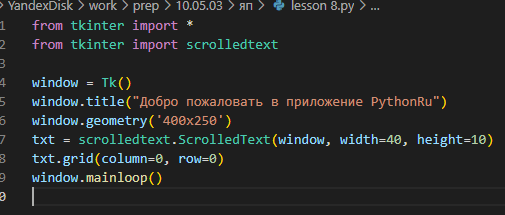 YandexDisk > work > prep > 10.05.03 > яп > lesson 8.py > ...
1 from tkinter import *
2 from tkinter import scrolledtext
3
4 window = Tk()
5 window.title("Добро пожаловать в приложение PythonRu")
6 window.geometry('400x250')
7 txt = scrolledtext.ScrolledText(window, width=40, height=10)
8 txt.grid(column=0, row=0)
9 window.mainloop()
0